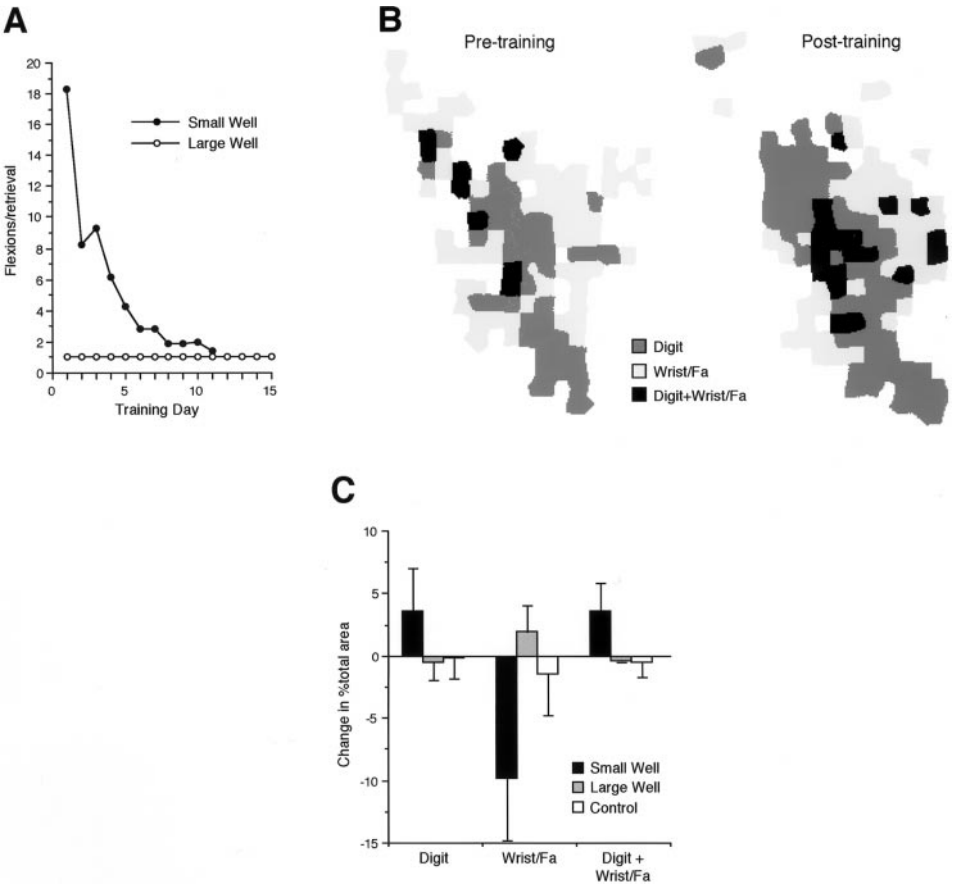 A
20
18
16
14
12
10
8
6
4
2
0
Flexions/retrieval
Small Well
Large Well
0
5
10
15
Training Day
B
Pre-training
Post-training
Digit
Wrist/Fa
Digit+Wrist/Fa
C
10
5
0
-5
-10
-15
Change in %total area
Small Well
Large Well
Control
Digit
Wrist/Fa
Digit +
Wrist/Fa